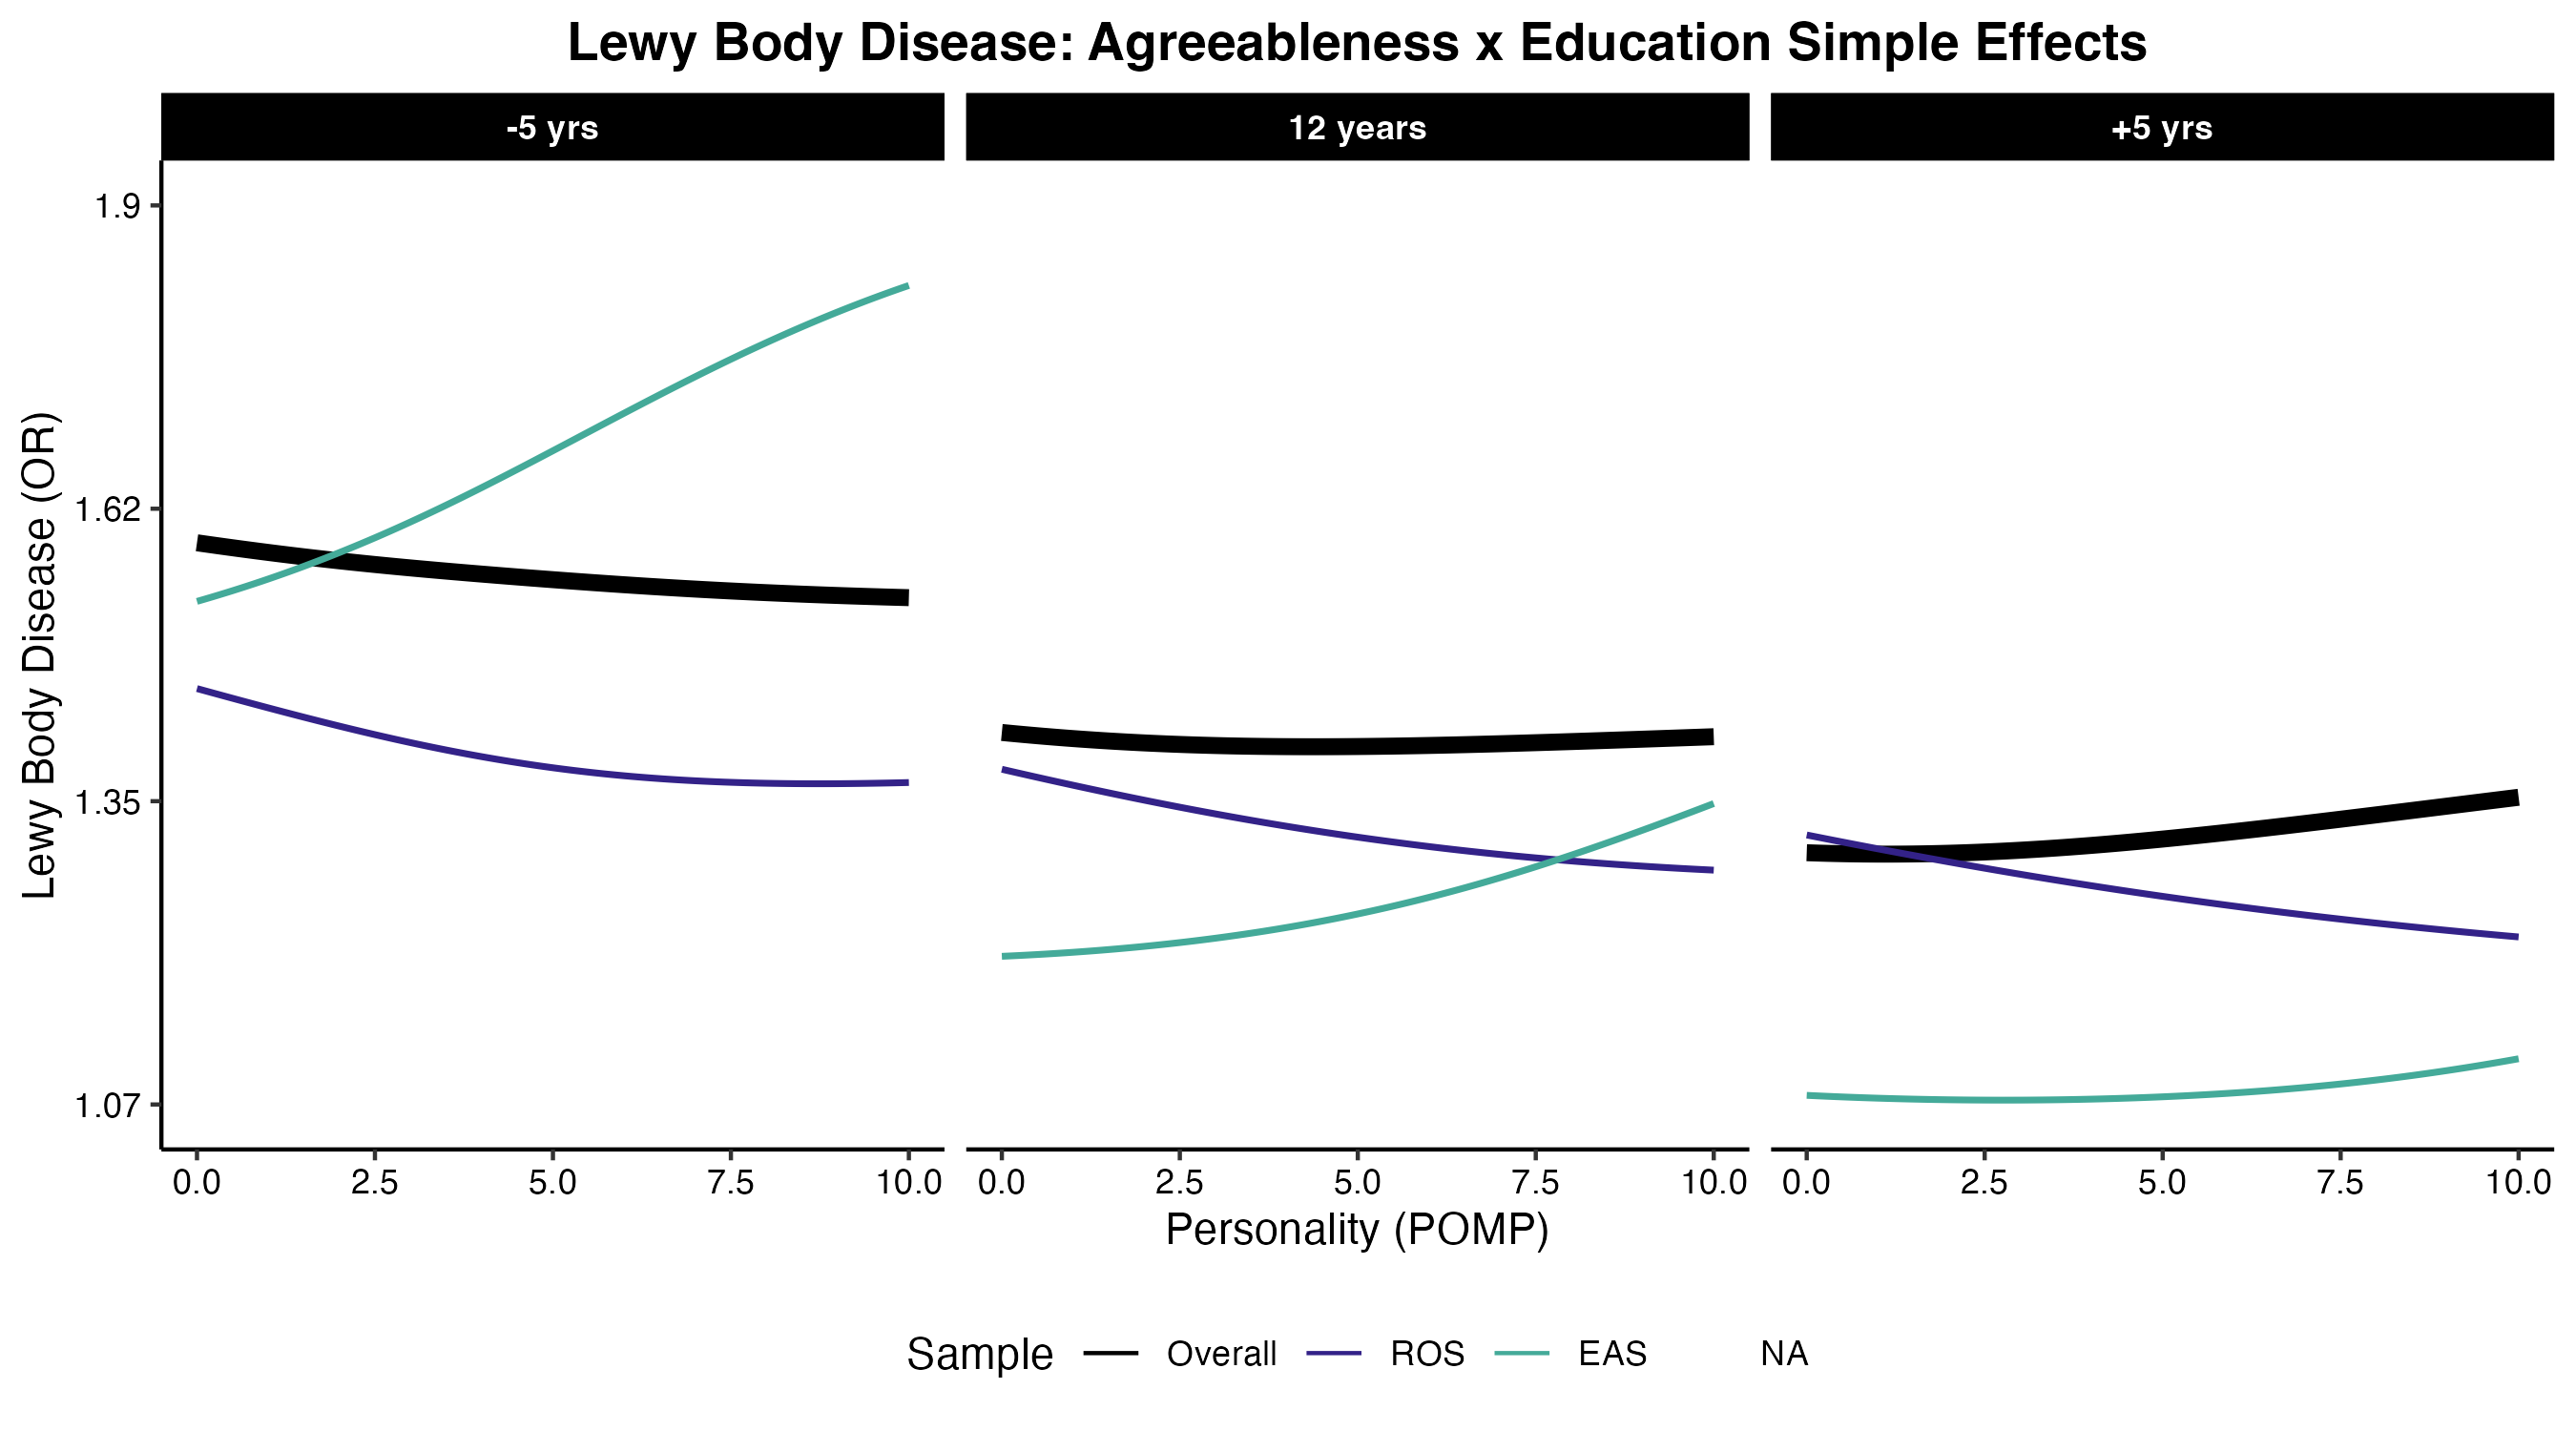 Lewy Body Disease: Agreeableness x Education Simple Effects
-5 yrs
12 years
+5 yrs
Lewy Body Disease (OR)
1.9
1.62
1.35
1.07
0.0 2.5 5.0 7.5 10.0
0.0 2.5 5.0 7.5 10.0
0.0 2.5 5.0 7.5 10.0
Personality (POMP)
Sample Overall ROS EAS NA